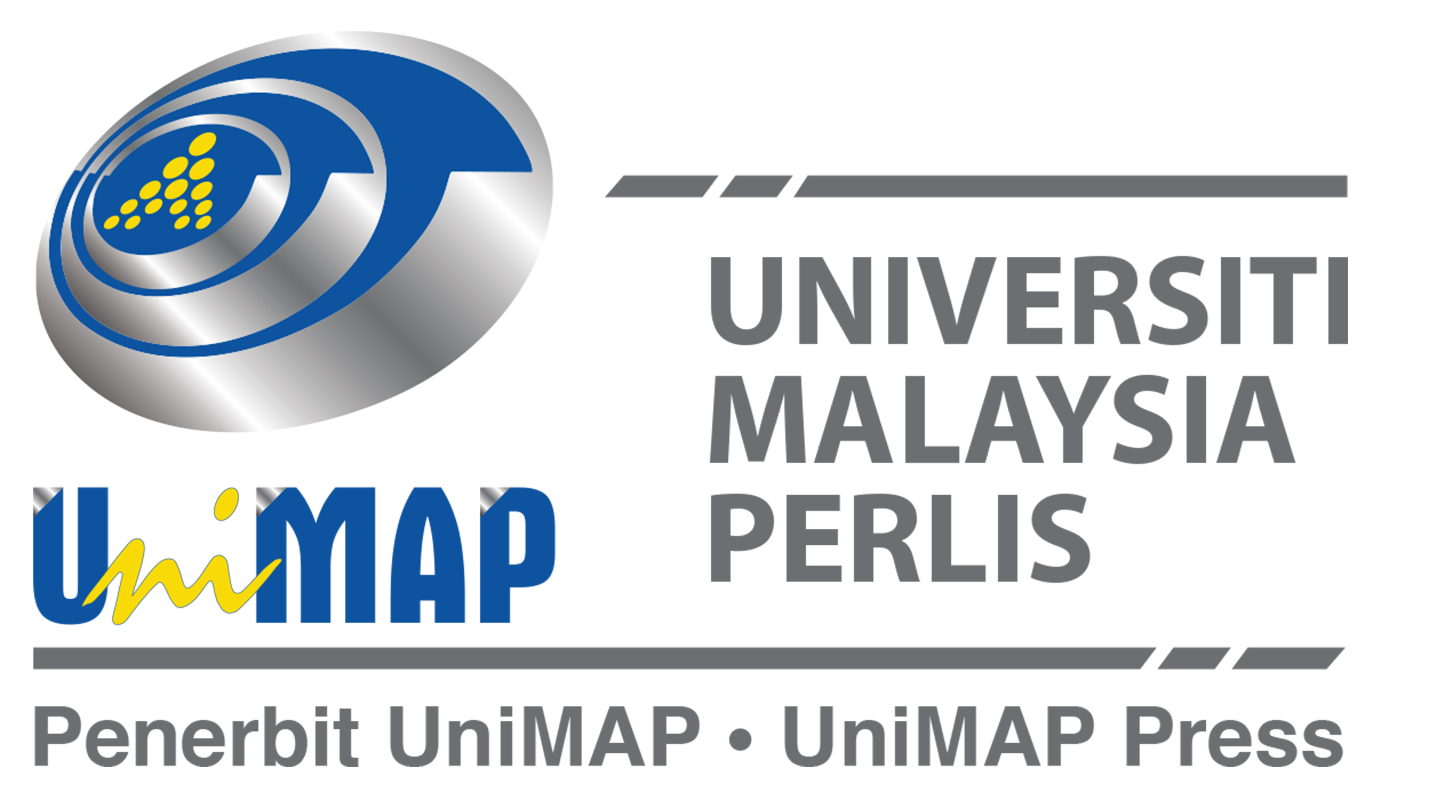 UniMAP
UNIVERSITI
MALAYSIA
PERLIS
Penerbit UniMAP • UniMAP Press